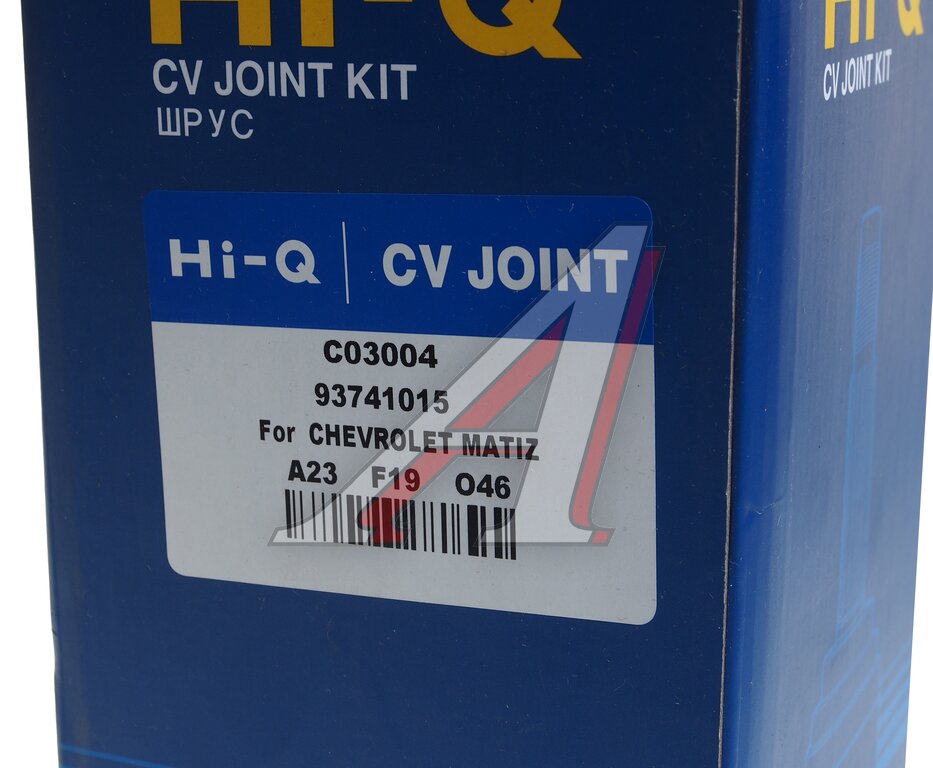 Hi-Q
CV JOINT KIT
ШРУС
Hi-Q
CV JOINT KIT
Hi-Q | CV JOINT
C03004
93741015
For CHEVROLET MATIZ
A23 F19 O46